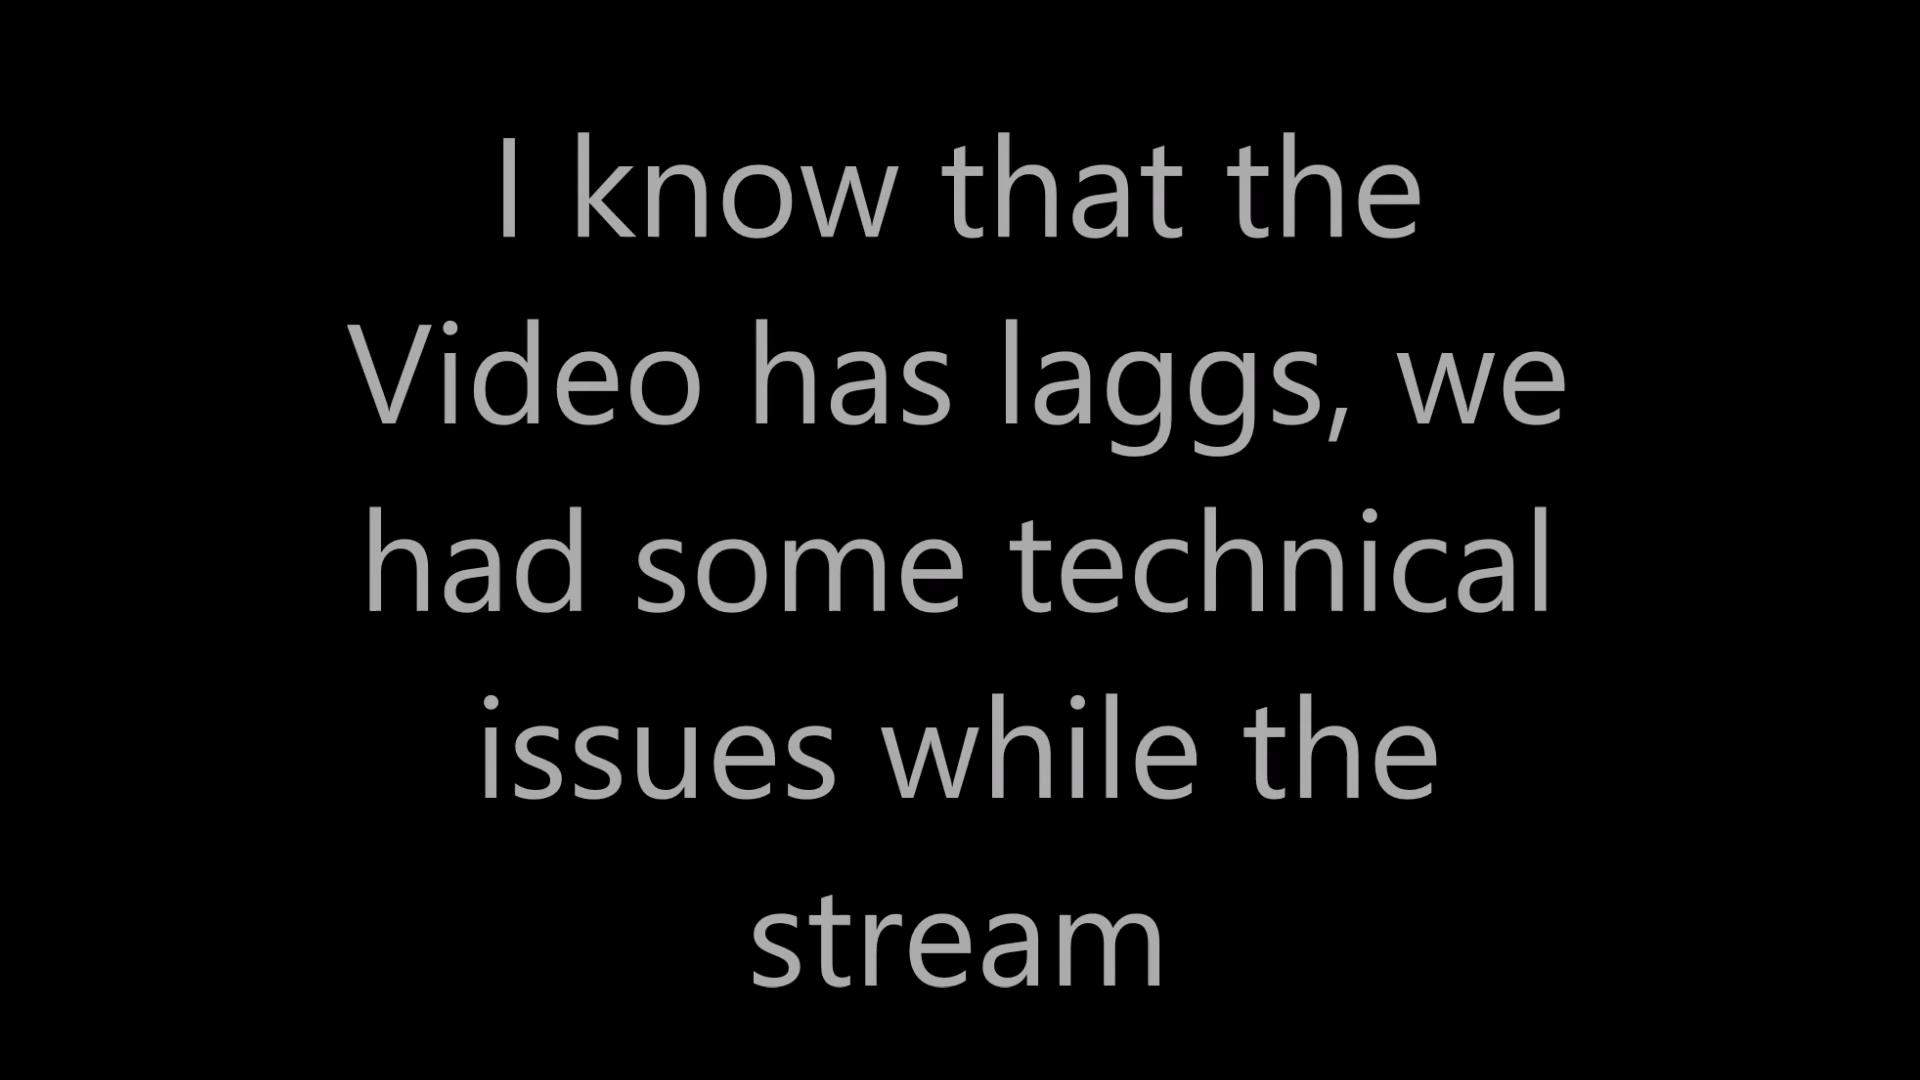 I know that the
Video has laggs, we
had some technical
issues while the
stream